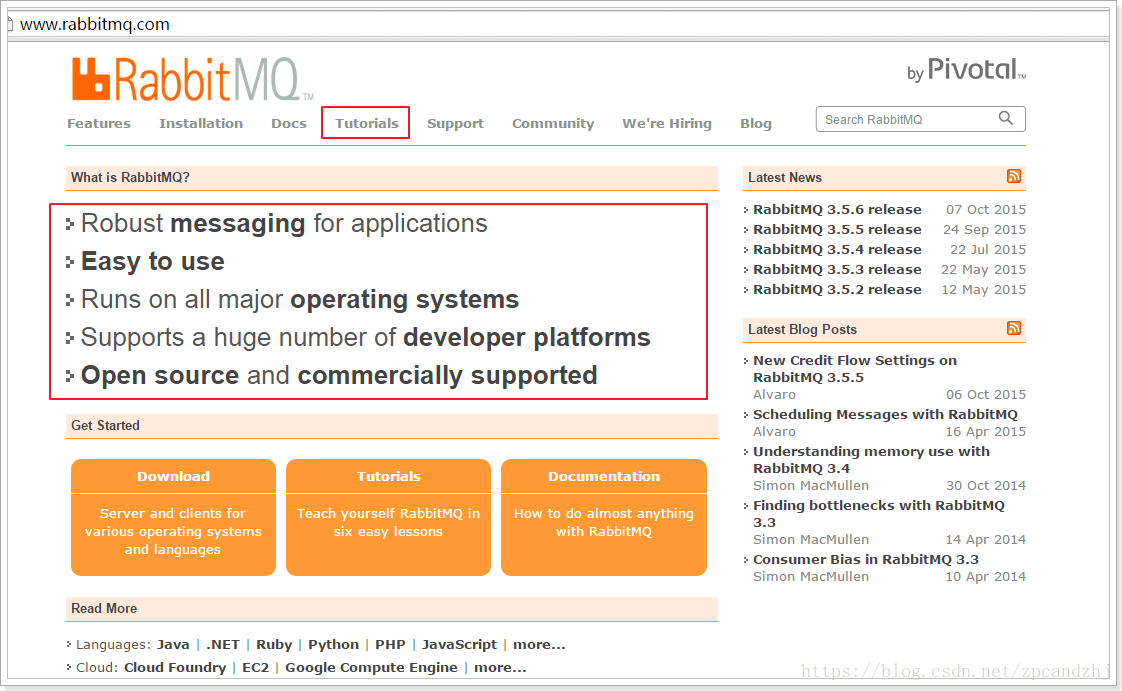 www.rabbitmq.com
RabbitMQ TM
by Pivotal TM
Features Installation Docs Tutorials Support Community We're Hiring Blog
Search RabbitMQ
What is RabbitMQ?
Robust messaging for applications
Easy to use
Runs on all major operating systems
Supports a huge number of developer platforms
Open source and commercially supported
Get Started
Download
Server and clients for
various operating systems
and languages
Tutorials
Teach yourself RabbitMQ in
six easy lessons
Documentation
How to do almost anything
with RabbitMQ
Read More
Languages: Java | .NET | Ruby | Python | PHP | JavaScript | more...
Cloud: Cloud Foundry | EC2 | Google Compute Engine | more...
Latest News
RabbitMQ 3.5.6 release 07 Oct 2015
RabbitMQ 3.5.5 release 24 Sep 2015
RabbitMQ 3.5.4 release 22 Jul 2015
RabbitMQ 3.5.3 release 22 May 2015
RabbitMQ 3.5.2 release 12 May 2015
Latest Blog Posts
New Credit Flow Settings on
RabbitMQ 3.5.5
Alvaro 06 Oct 2015
Scheduling Messages with RabbitMQ
Alvaro 16 Apr 2015
Understanding memory use with
RabbitMQ 3.4
Simon MacMullen 30 Oct 2014
Finding bottlenecks with RabbitMQ
3.3
Simon MacMullen 14 Apr 2014
Consumer Bias in RabbitMQ 3.3
Simon MacMullen 10 Apr 2014
https://blog.csdn.net/zpcandzhj